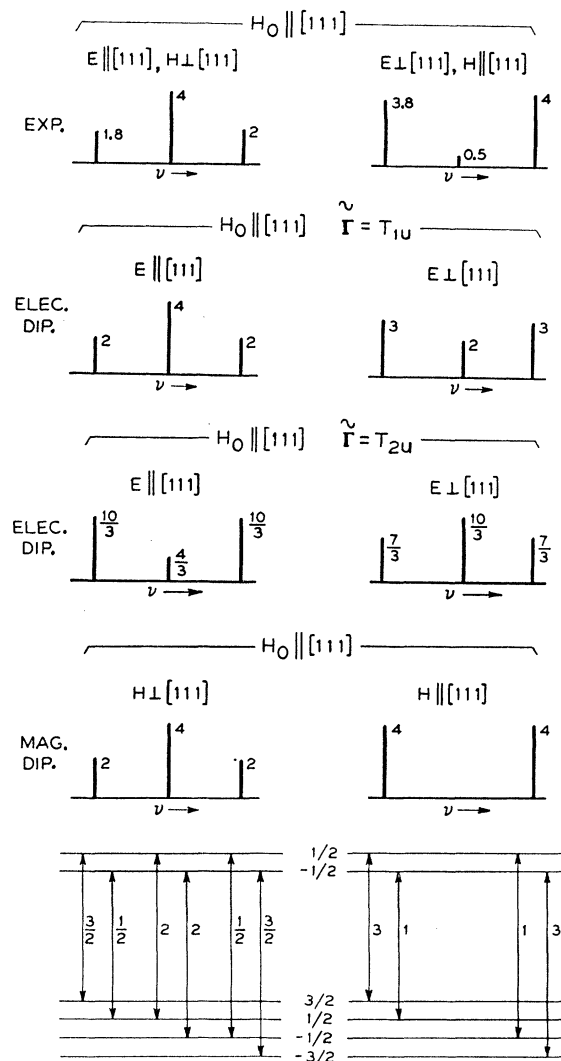 H₀ ∥ [111]
E ∥ [111], H ⊥ [111]
E ⊥ [111], H ∥ [111]
EXP.
1.8
4
2
3.8
0.5
4
ν →
ν →
H₀ ∥ [111] Γ̃ = T₁ᵤ
E ∥ [111]
E ⊥ [111]
ELEC. DIP.
2
4
2
3
2
3
ν →
ν →
H₀ ∥ [111] Γ̃ = T₂ᵤ
E ∥ [111]
E ⊥ [111]
ELEC. DIP.
10/3
4/3
10/3
7/3
10/3
7/3
ν →
ν →
H₀ ∥ [111]
H ⊥ [111]
H ∥ [111]
MAG. DIP.
2
4
2
4
4
ν →
ν →
1/2
-1/2
3/2
1/2
2
2
1/2
3/2
3
1
1
3
3/2
1/2
-1/2
-3/2